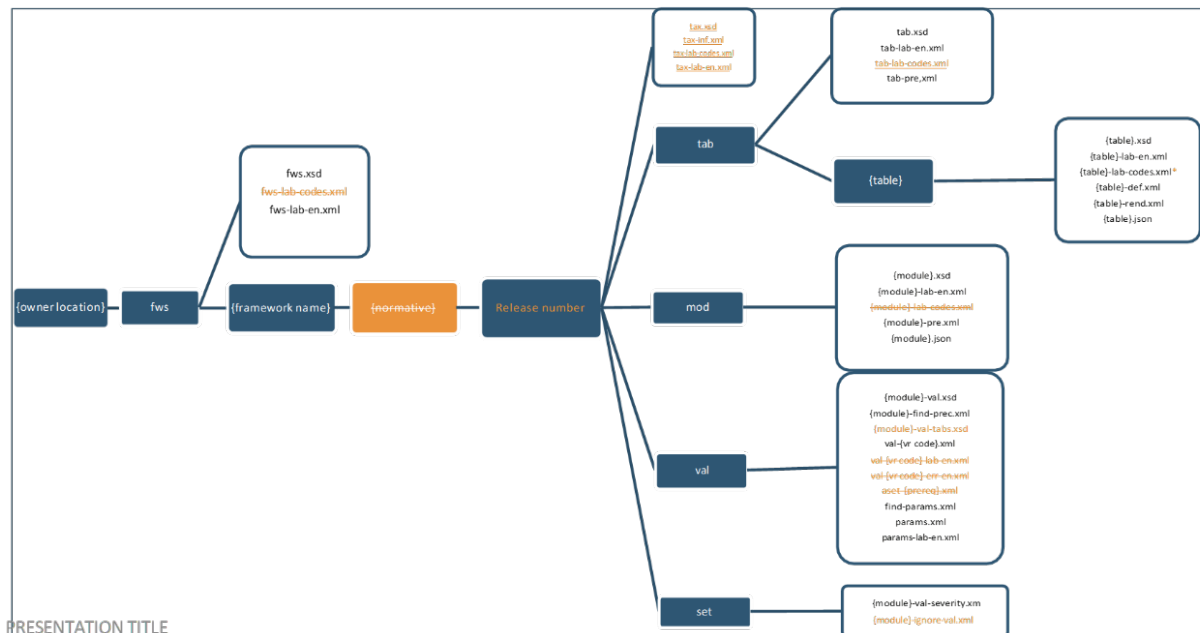 tax.xsd
tax-inf.xml
tax-lab-codes.xml
tax-lab-en.xml
tab.xsd
tab-lab-en.xml
tab-lab-codes.xml
tab-pre,xml
tab
{table}
{table}.xsd
{table}-lab-en.xml
{table}-lab-codes.xml*
{table}-def.xml
{table}-rend.xml
{table}.json
fws.xsd
fws-lab-codes.xml
fws-lab-en.xml
{owner location}
fws
{framework name}
{normative}
Release number
mod
{module}.xsd
{module}-lab-en.xml
{module}-lab-codes.xml
{module}-pre.xml
{module}.json
val
{module}-val.xsd
{module}-find-prec.xml
{module}-val-tabs.xsd
val-{vr code}.xml
val-{vr code}-lab-en.xml
val-{vr code}-err-en.xml
aset-{prereq}.xml
find-params.xml
params.xml
params-lab-en.xml
set
{module}-val-severity.xm
{module}-ignore-val.xml
PRESENTATION TITLE